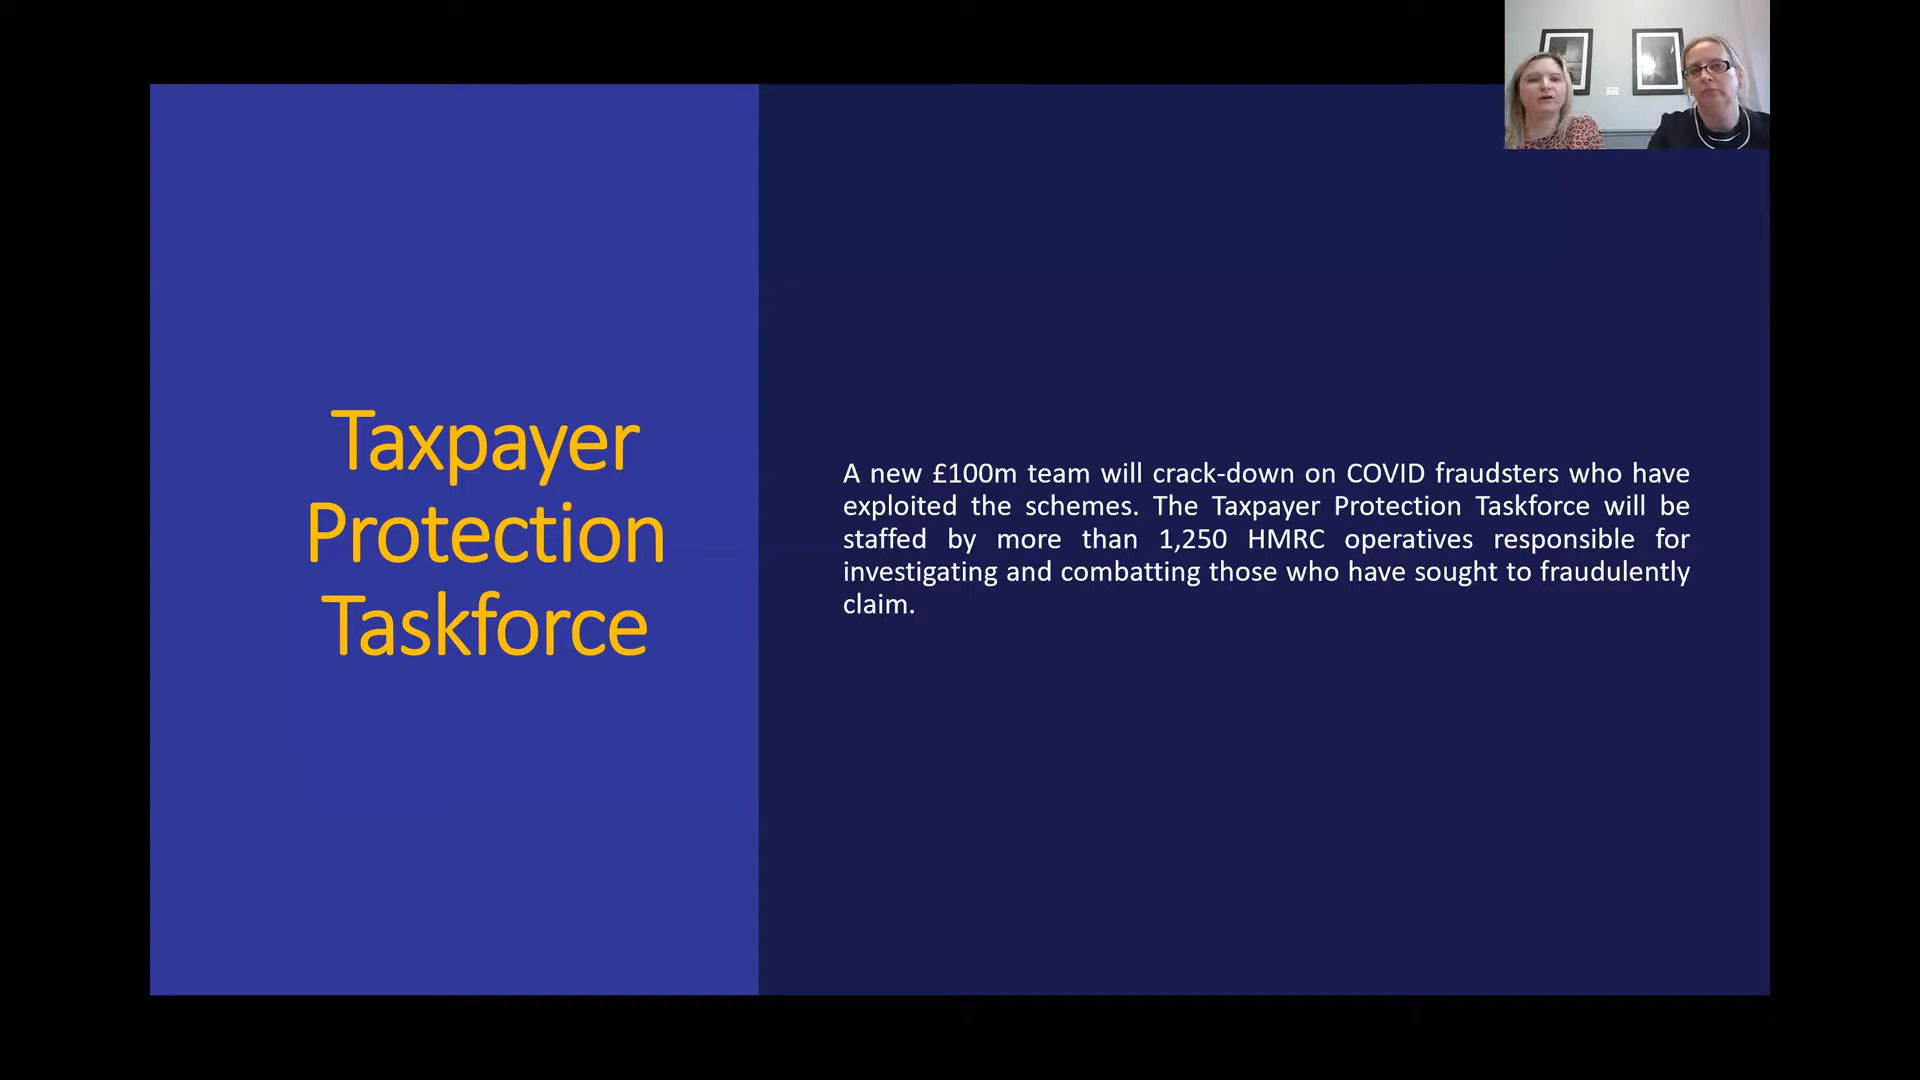 Taxpayer
Protection
Taskforce
A new £100m team will crack-down on COVID fraudsters who have
exploited the schemes. The Taxpayer Protection Taskforce will be
staffed by more than 1,250 HMRC operatives responsible for
investigating and combatting those who have sought to fraudulently
claim.